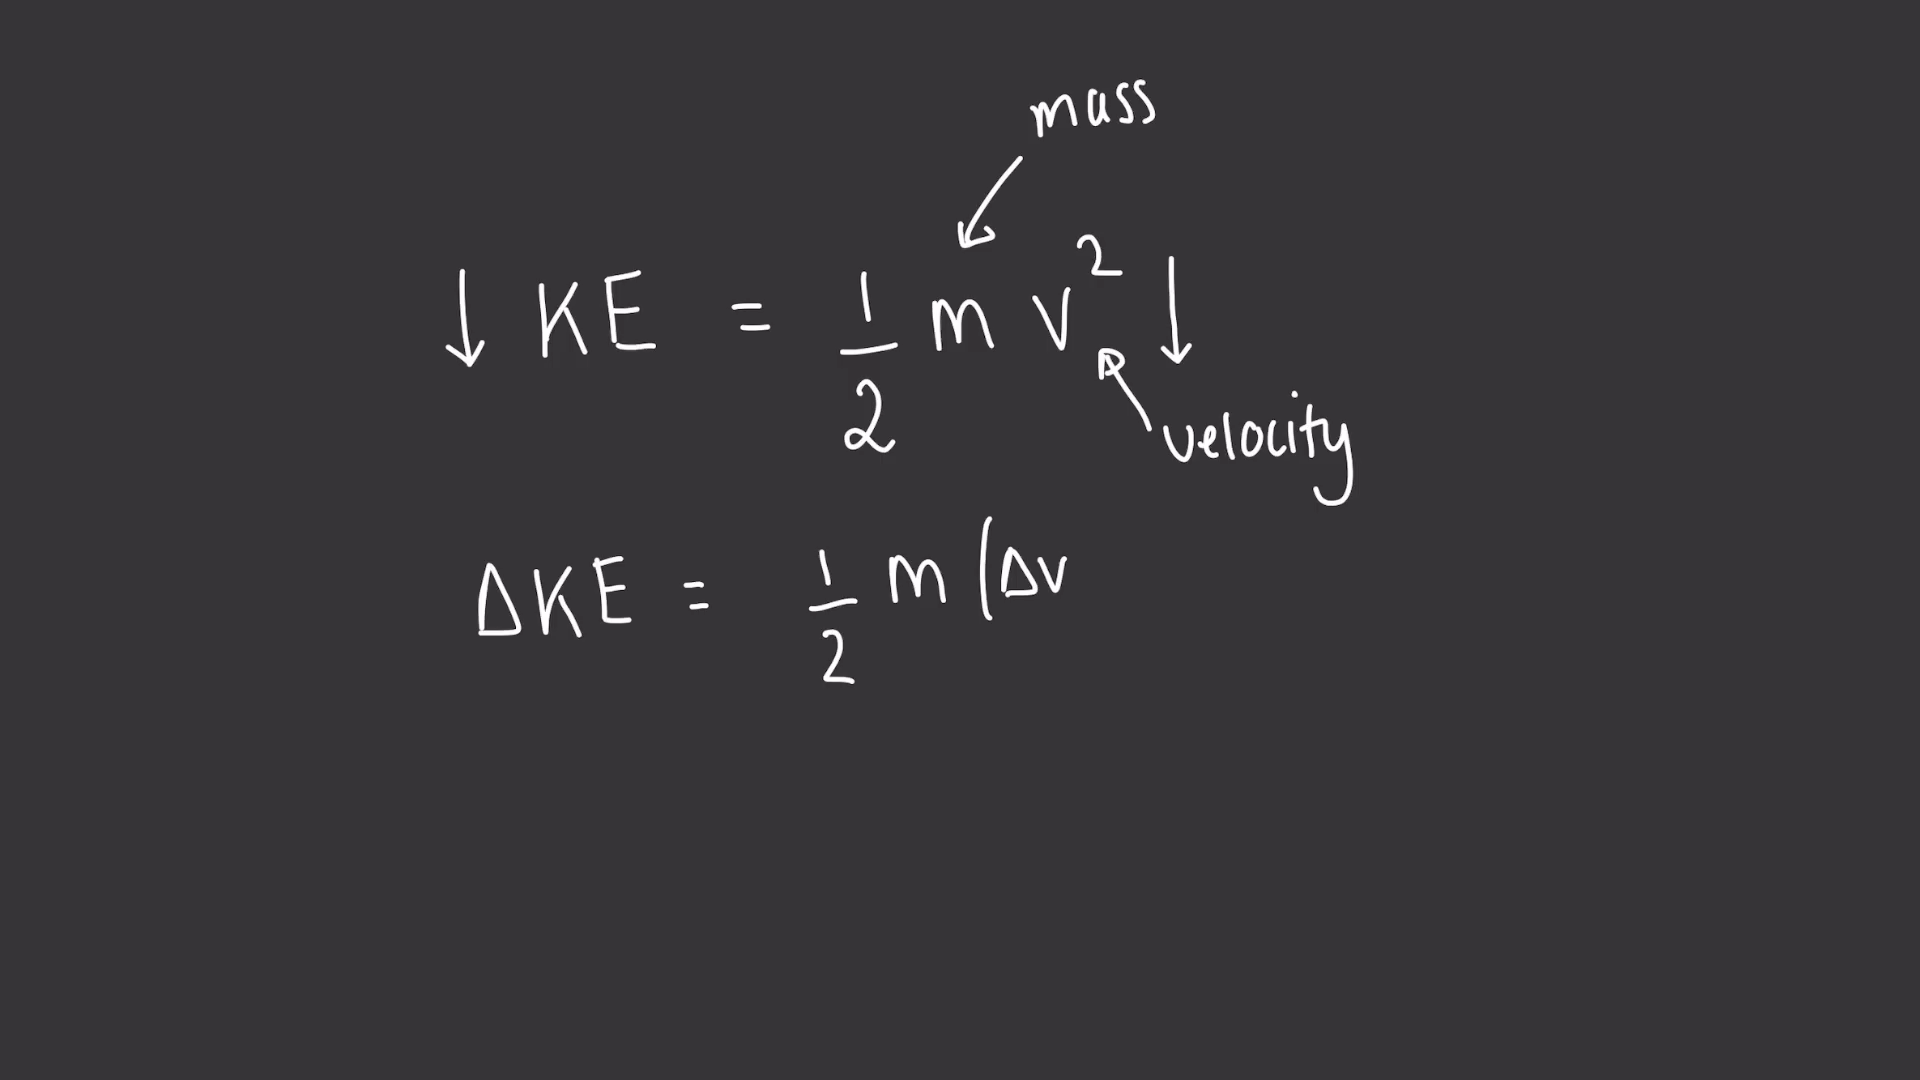 mass
↓ KE = 1/2 m v² ↓
velocity
ΔKE = 1/2 m (Δv